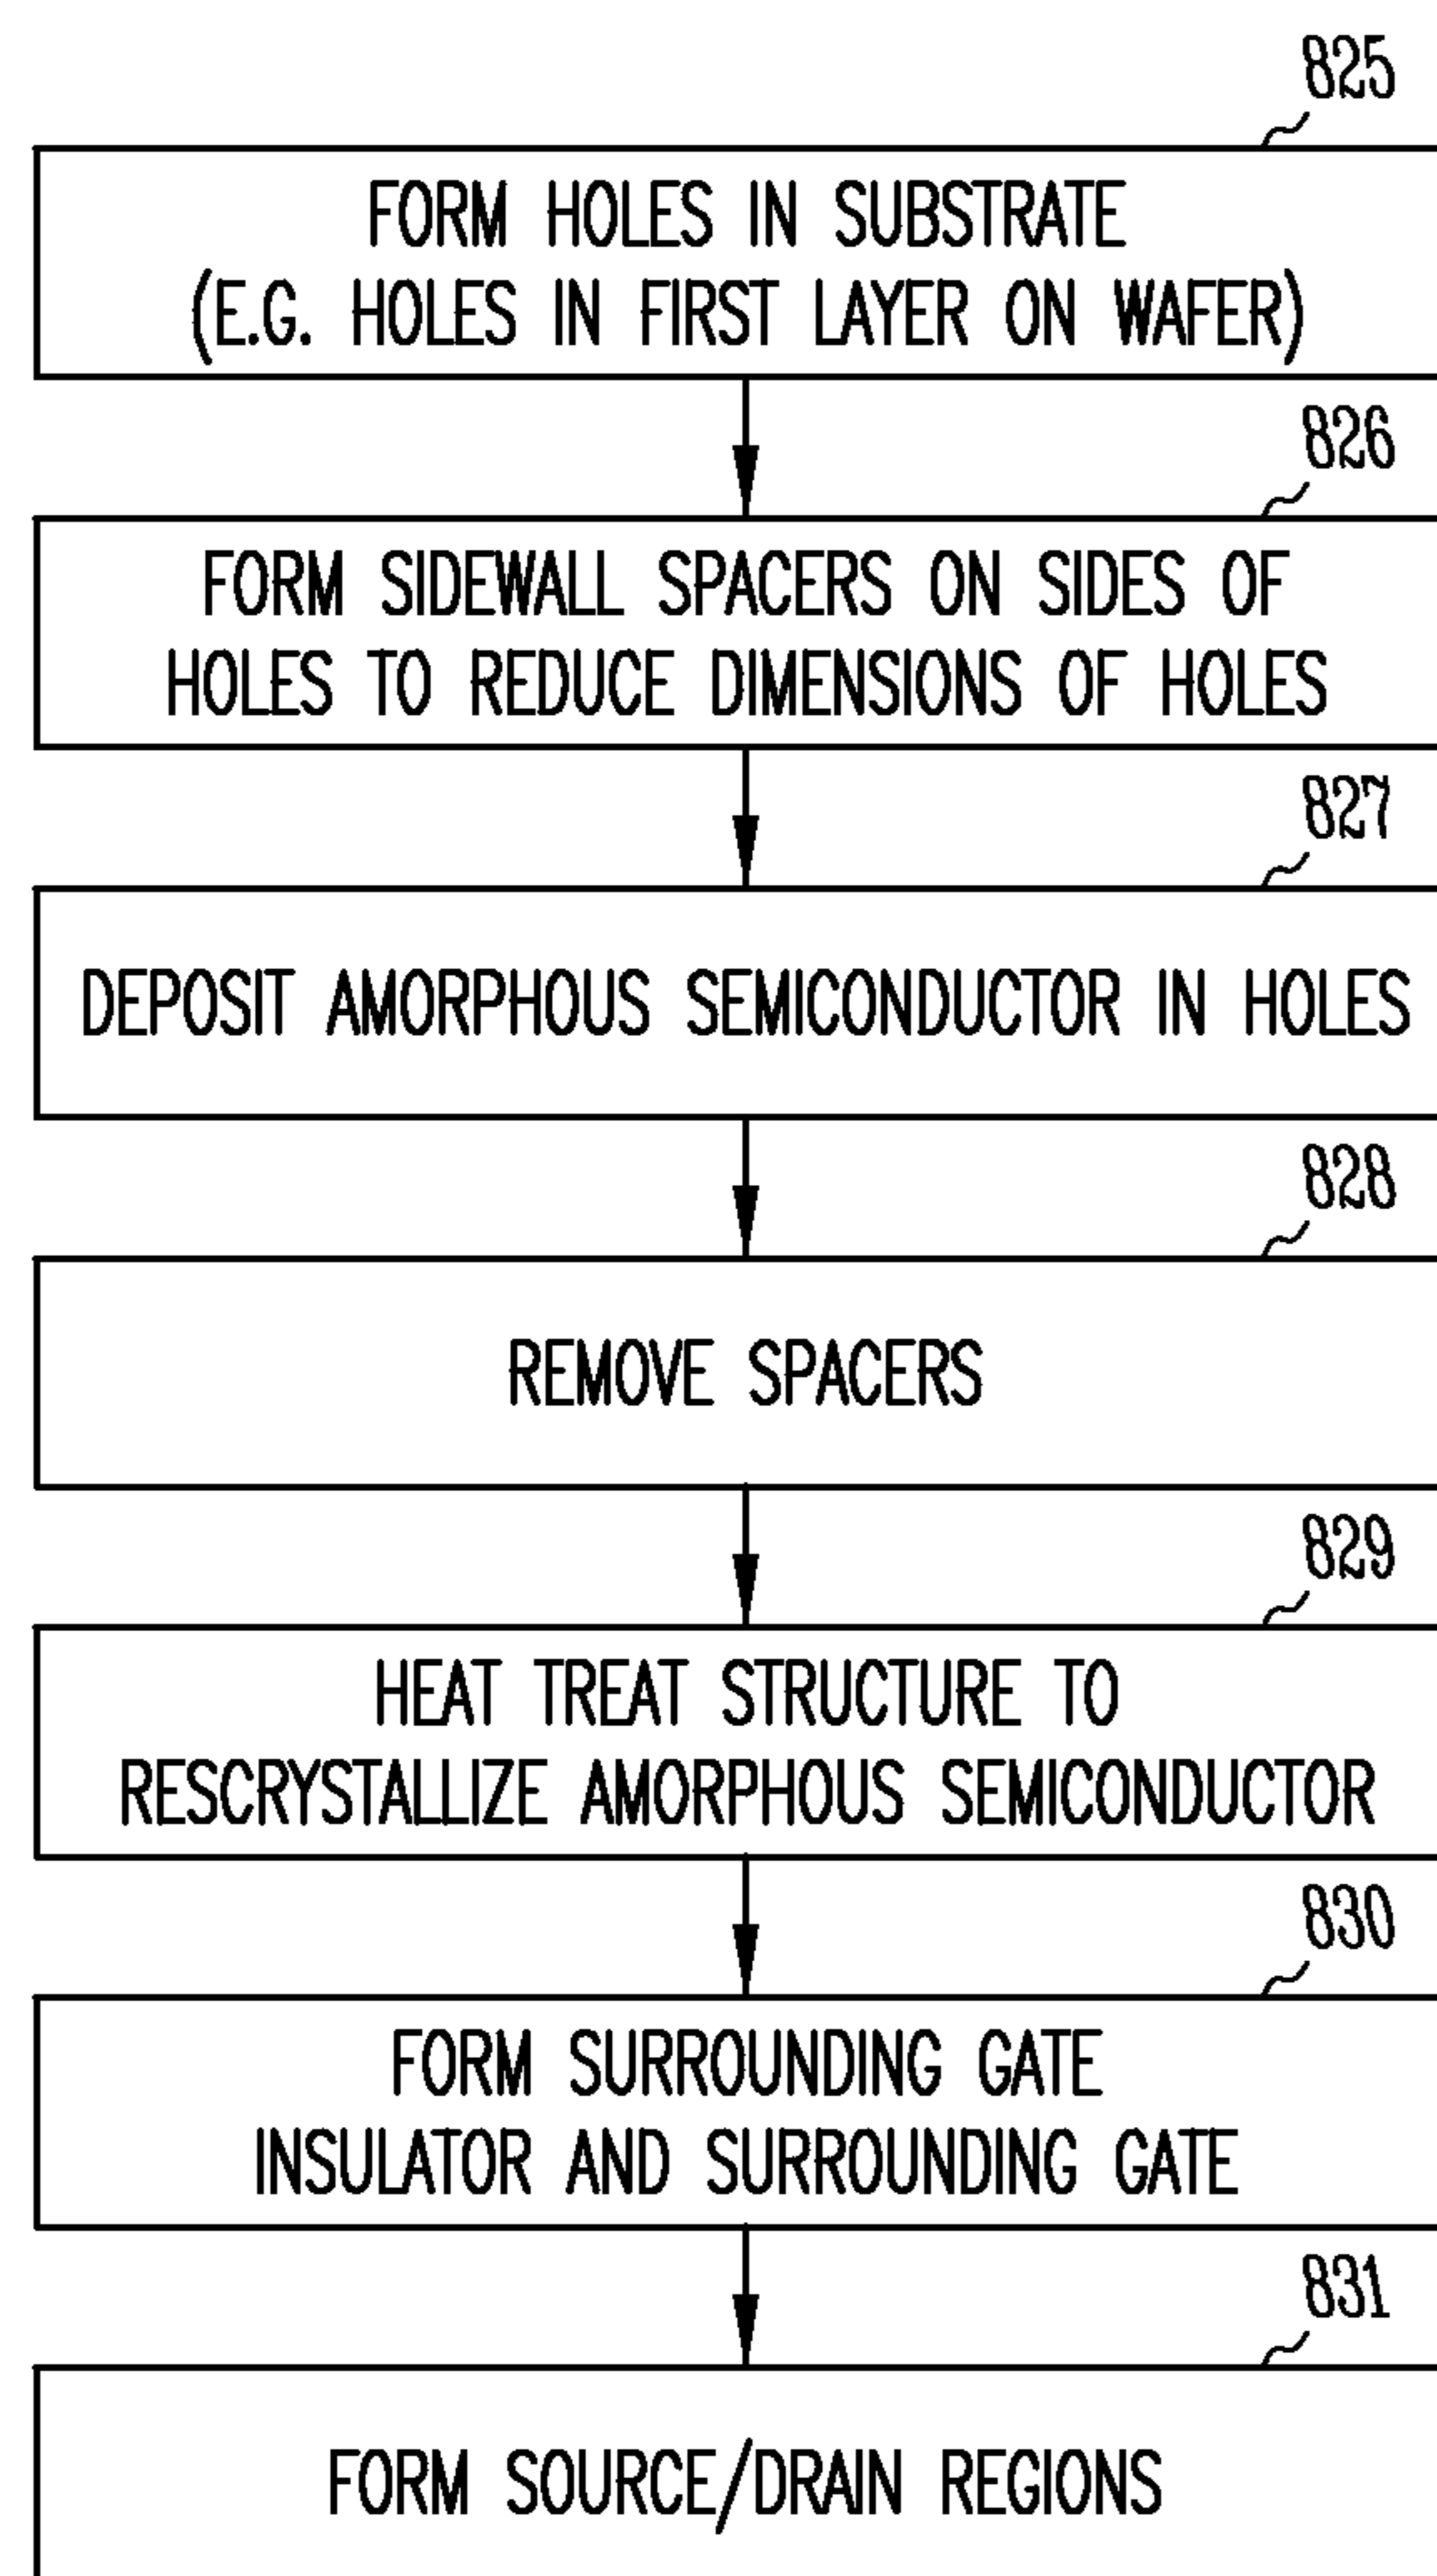 825
FORM HOLES IN SUBSTRATE
(E.G. HOLES IN FIRST LAYER ON WAFER)
826
FORM SIDEWALL SPACERS ON SIDES OF
HOLES TO REDUCE DIMENSIONS OF HOLES
827
DEPOSIT AMORPHOUS SEMICONDUCTOR IN HOLES
828
REMOVE SPACERS
829
HEAT TREAT STRUCTURE TO
RESCRYSTALLIZE AMORPHOUS SEMICONDUCTOR
830
FORM SURROUNDING GATE
INSULATOR AND SURROUNDING GATE
831
FORM SOURCE/DRAIN REGIONS